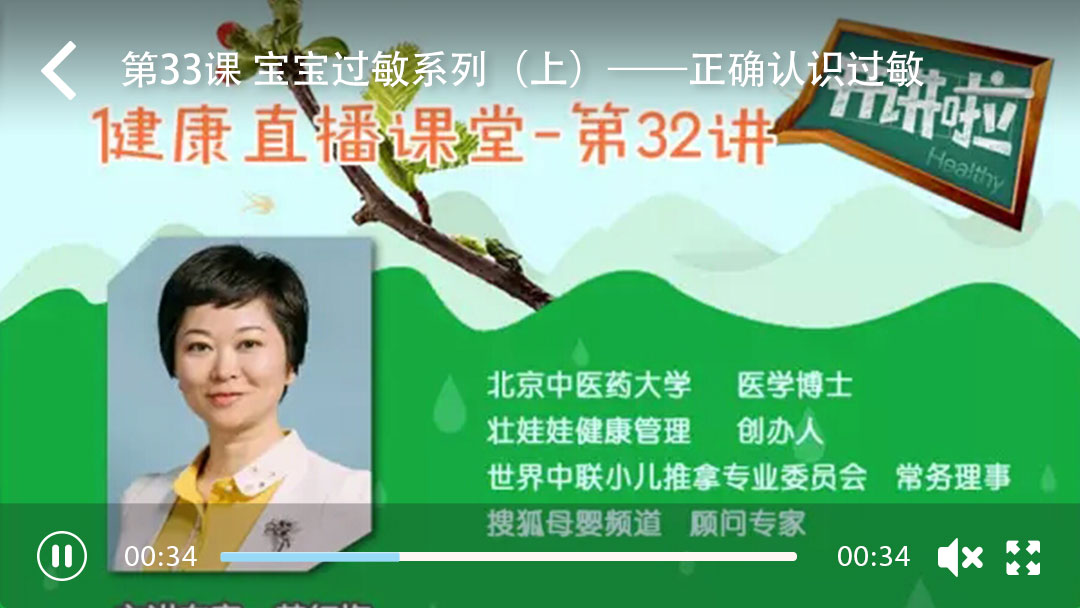 第33课 宝宝过敏系列（上）——正确认识过敏
健康直播课堂-第32讲
讲啦
Healthy
北京中医药大学 医学博士
壮娃娃健康管理 创办人
世界中联小儿推拿专业委员会 常务理事
搜狐母婴频道 顾问专家
00:34
00:34